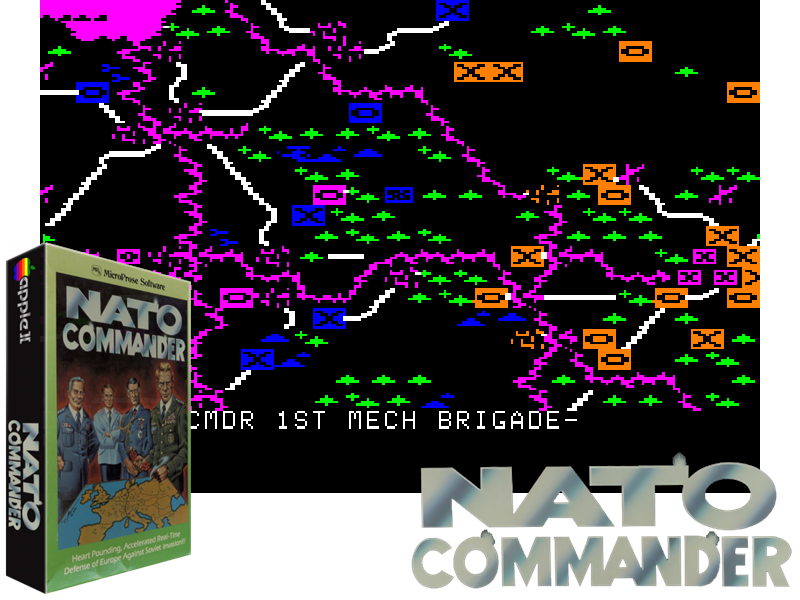 CMDR 1ST MECH BRIGADE-
apple II
NATO
COMMANDER
MicroProse Software
NATO
COMMANDER
Heart Pounding, Accelerated Real-Time
Defense of Europe Against Soviet Invasion!!
NATO
COMMANDER